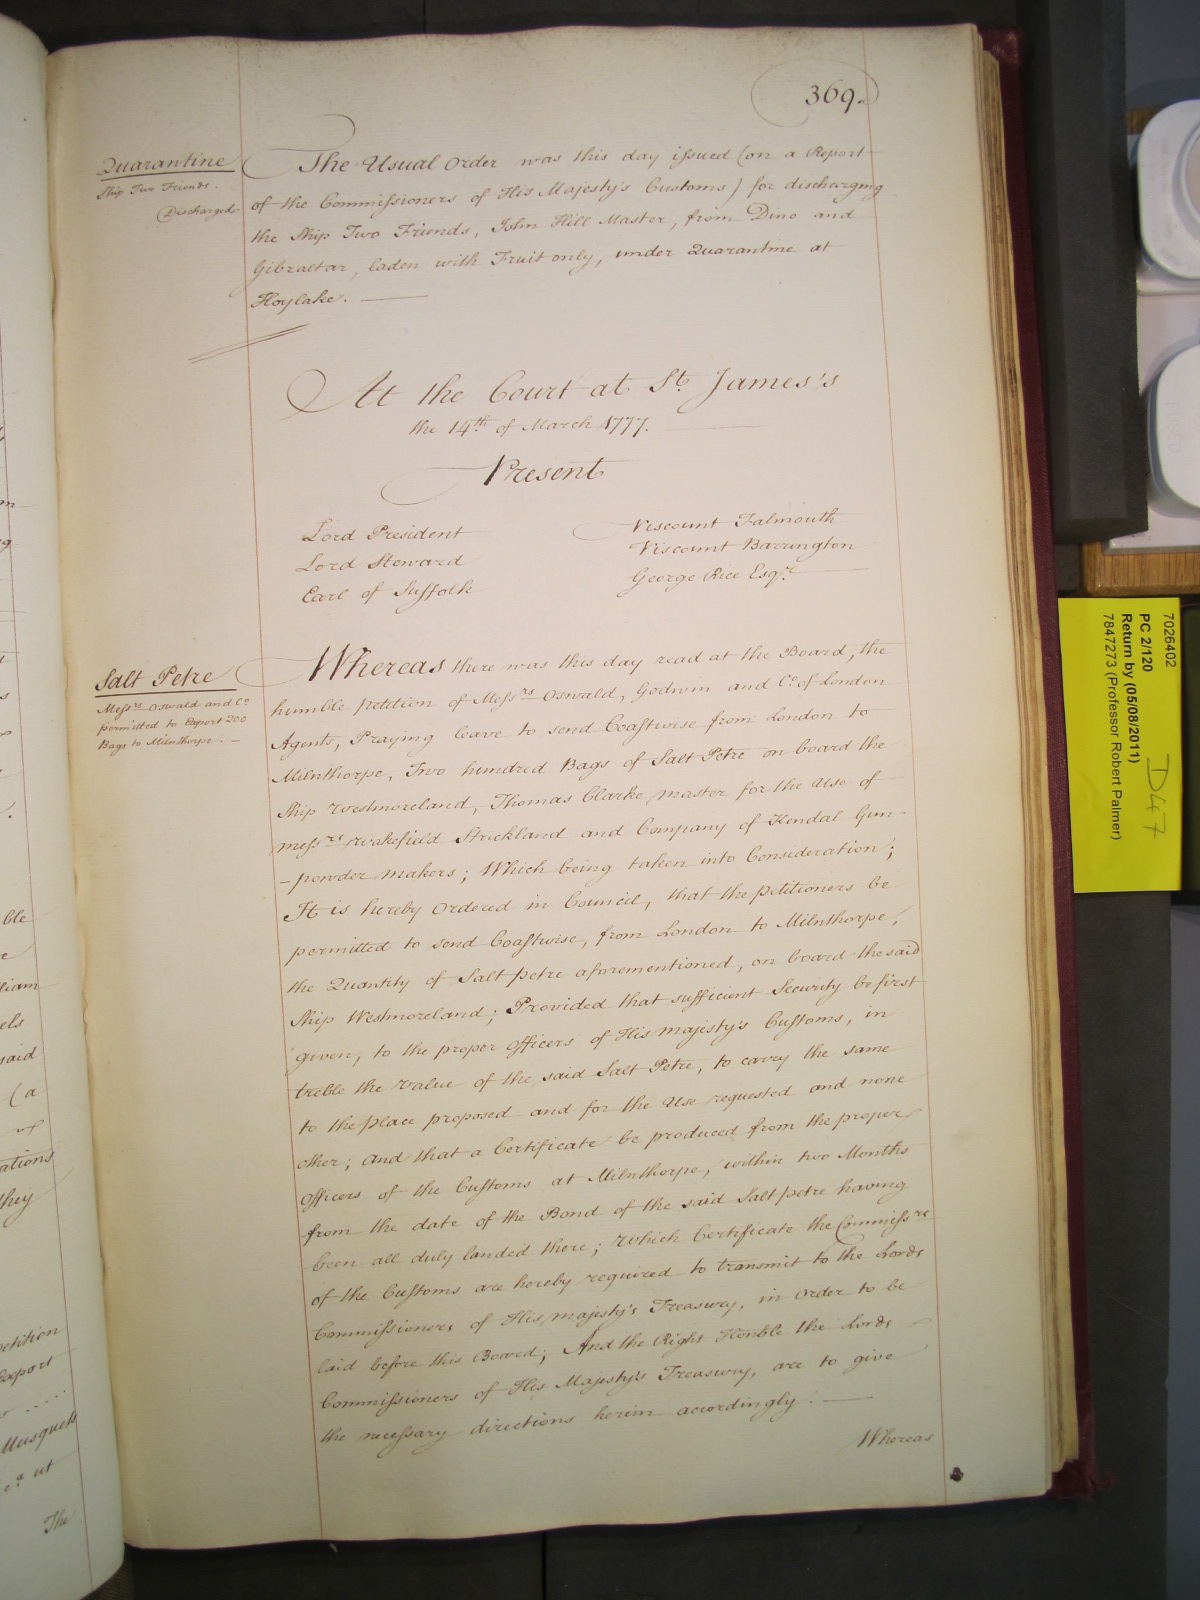 369.
Quarantine
Ship Two Friends.
Discharged
The Usual Order was this day issued (on a Report
of the Commissioners of His Majesty's Customs) for discharging
the Ship Two Friends, John Hill Master, from Dino and
Gibraltar, laden with Fruit only, under Quarantine at
Hoylake.
At the Court at St. James's
the 14th of March 1777.
Present
Lord President
Lord Steward
Earl of Suffolk
Viscount Falmouth
Viscount Barrington
George Rice Esqr.
Salt Petre
Messrs Oswald and Co.
permitted to Export 200
Bags to Milnthorpe. —
Whereas there was this day read at the Board, the
humble Petition of Messrs Oswald, Godwin and Co. of London
Agents, Praying leave to send Coastwise from London to
Milnthorpe, Two hundred Bags of Salt Petre on board the
Ship Westmoreland, Thomas Clarke Master for the Use of
Messrs Wakefield Strickland and Company of Kendal Gun-
-powder makers; Which being taken into Consideration;
It is hereby Ordered in Council, that the Petitioners be
permitted to send Coastwise, from London to Milnthorpe,
the Quantity of Salt petre aforementioned, on board the said
Ship Westmoreland; Provided that sufficient Security be first
given, to the proper Officers of His Majesty's Customs, in
treble the Value of the said Salt Petre, to carry the same
to the place proposed and for the Use requested and none
other; and that a Certificate be produced from the proper
Officers of the Customs at Milnthorpe, within two Months
from the date of the Bond of the said Salt petre having
been all duly landed there; which Certificate the Commissrs
of the Customs are hereby required to transmit to the Lords
Commissioners of His Majesty's Treasury, in Order to be
laid before this Board; And the Right Honble the Lords
Commissioners of His Majesty's Treasury, are to give
the necessary directions herein accordingly. —
Whereas
ble
liam
els
said
(a
of
ations
they
petition
Export
Musquets
The
7026402
PC 2/120
Return by (05/08/2011)
7847273 (Professor Robert Palmer)
D47